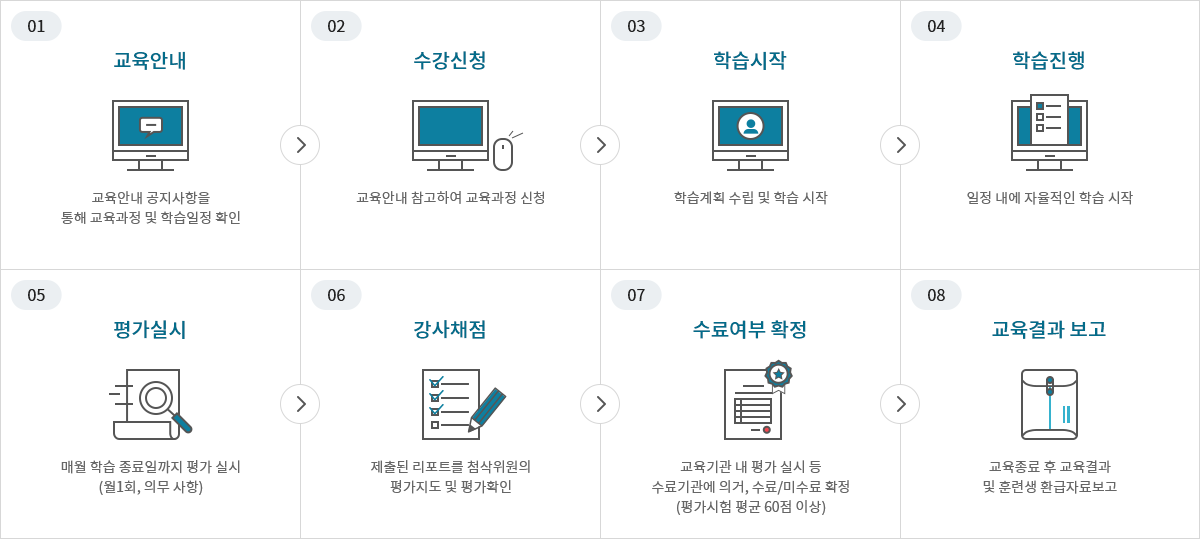 01
교육안내
교육안내 공지사항을
통해 교육과정 및 학습일정 확인
02
수강신청
교육안내 참고하여 교육과정 신청
03
학습시작
학습계획 수립 및 학습 시작
04
학습진행
일정 내에 자율적인 학습 시작
05
평가실시
매월 학습 종료일까지 평가 실시
(월1회, 의무 사항)
06
강사채점
제출된 리포트를 첨삭위원의
평가지도 및 평가확인
07
수료여부 확정
교육기관 내 평가 실시 등
수료기관에 의거, 수료/미수료 확정
(평가시험 평균 60점 이상)
08
교육결과 보고
교육종료 후 교육결과
및 훈련생 환급자료보고